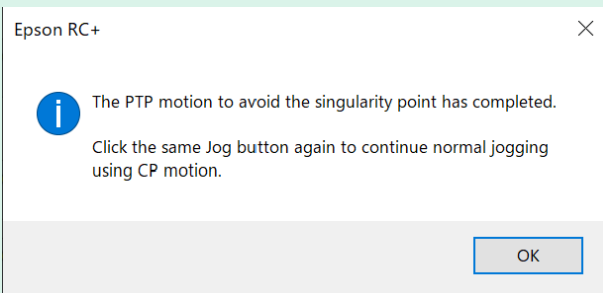 Epson RC+
The PTP motion to avoid the singularity point has completed.
Click the same Jog button again to continue normal jogging
using CP motion.
OK